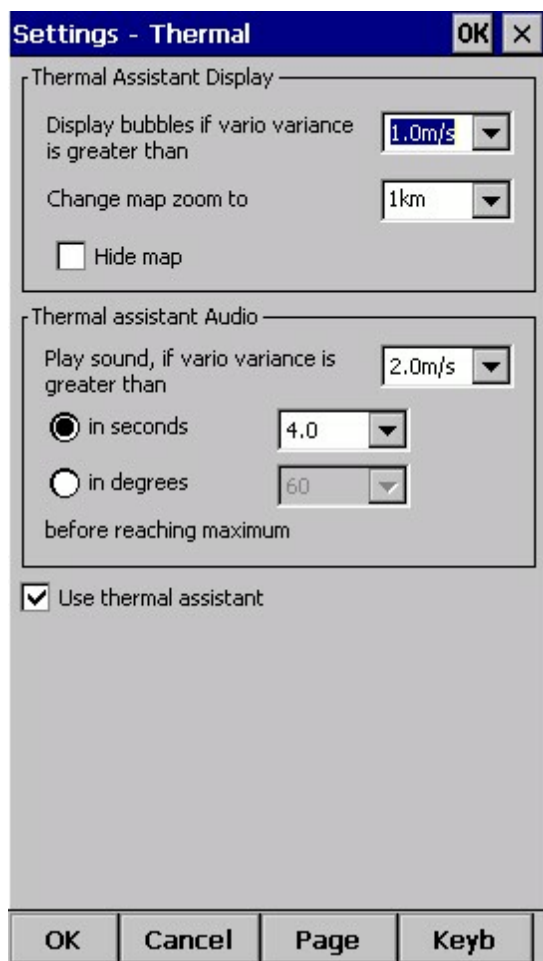 Settings - Thermal OK
Thermal Assistant Display
Display bubbles if vario variance
is greater than
1.0m/s
Change map zoom to 1km
Hide map
Thermal assistant Audio
Play sound, if vario variance is
greater than
2.0m/s
in seconds 4.0
in degrees 60
before reaching maximum
Use thermal assistant
OK Cancel Page Keyb